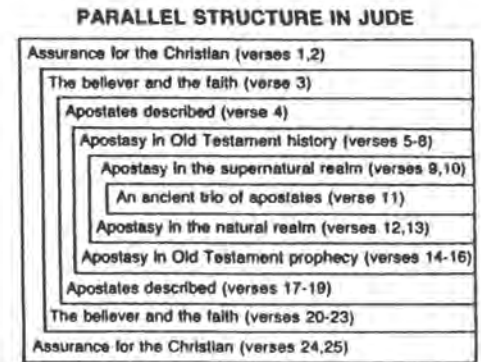 PARALLEL STRUCTURE IN JUDE
Assurance for the Christian (verses 1,2)
The believer and the faith (verse 3)
Apostates described (verse 4)
Apostasy in Old Testament history (verses 5-8)
Apostasy in the supernatural realm (verses 9,10)
An ancient trio of apostates (verse 11)
Apostasy in the natural realm (verses 12,13)
Apostasy in Old Testament prophecy (verses 14-16)
Apostates described (verses 17-19)
The believer and the faith (verses 20-23)
Assurance for the Christian (verses 24,25)